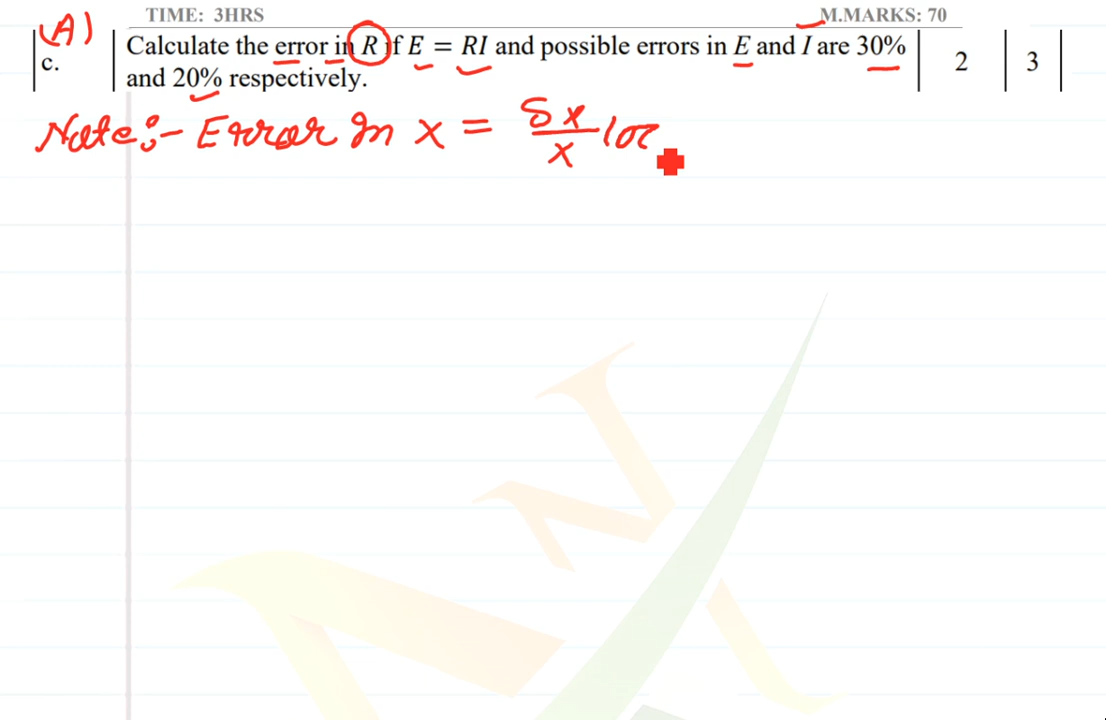 TIME: 3HRS M.MARKS: 70
(A)
c. Calculate the error in R if E = RI and possible errors in E and I are 30% 2 3
and 20% respectively.
Note:- Error In x = δx/x 100